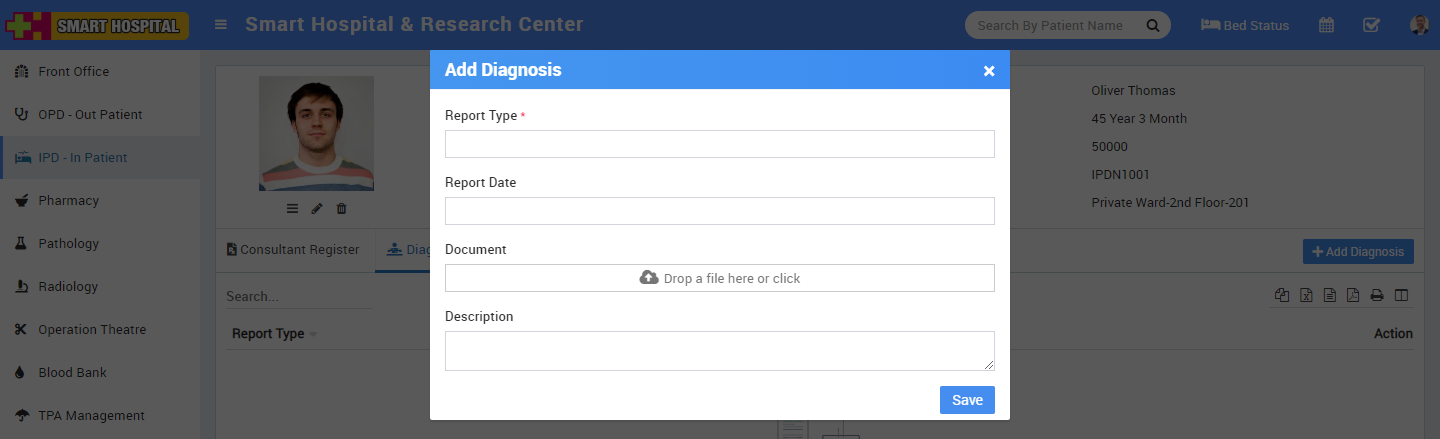 SMART HOSPITAL
Smart Hospital & Research Center
Search By Patient Name
Bed Status
Front Office
OPD - Out Patient
IPD - In Patient
Pharmacy
Pathology
Radiology
Operation Theatre
Blood Bank
TPA Management
Add Diagnosis ×
Report Type *
Report Date
Document
Drop a file here or click
Description
Save
Oliver Thomas
45 Year 3 Month
50000
IPDN1001
Private Ward-2nd Floor-201
Consultant Register
+ Add Diagnosis
Search...
Report Type
Action